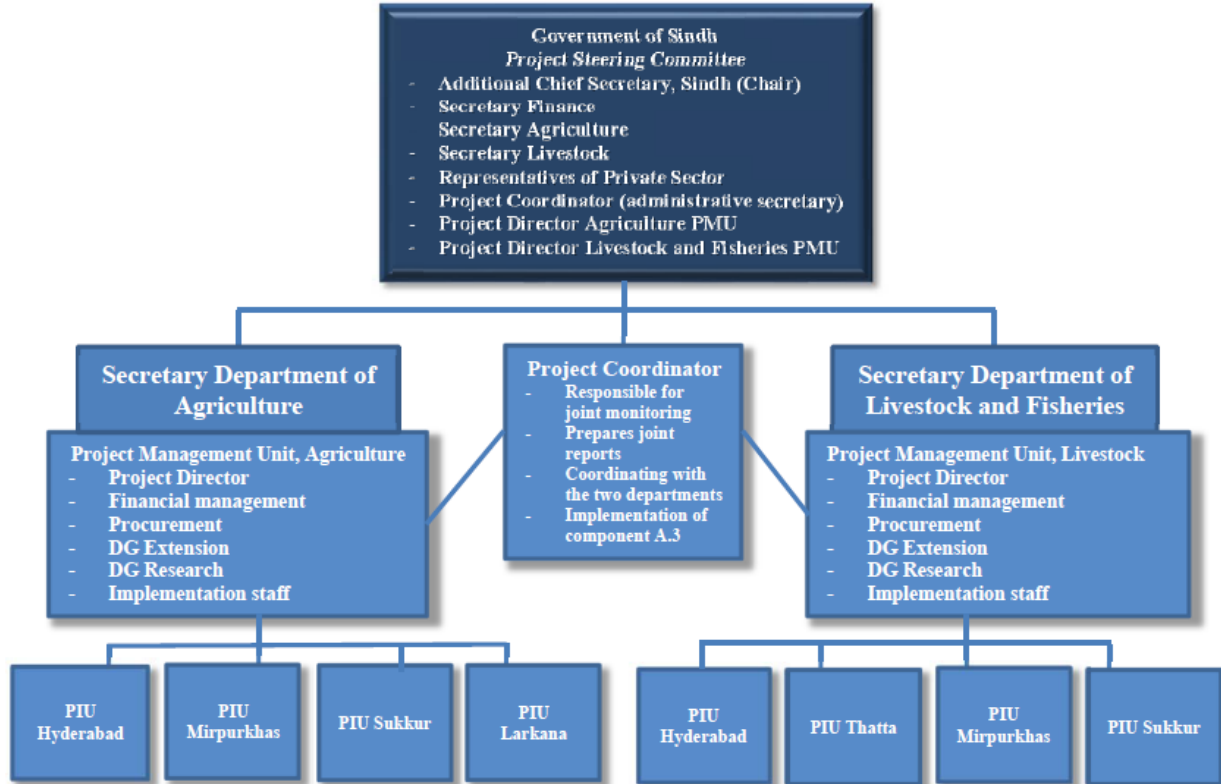 Government of Sindh
Project Steering Committee
- Additional Chief Secretary, Sindh (Chair)
- Secretary Finance
Secretary Agriculture
- Secretary Livestock
- Representatives of Private Sector
- Project Coordinator (administrative secretary)
- Project Director Agriculture PMU
- Project Director Livestock and Fisheries PMU
Secretary Department of
Agriculture
Project Management Unit, Agriculture
- Project Director
- Financial management
- Procurement
- DG Extension
- DG Research
- Implementation staff
Project Coordinator
- Responsible for
joint monitoring
- Prepares joint
reports
- Coordinating with
the two departments
- Implementation of
component A.3
Secretary Department of
Livestock and Fisheries
Project Management Unit, Livestock
- Project Director
- Financial management
- Procurement
- DG Extension
- DG Research
- Implementation staff
PIU
Hyderabad
PIU
Mirpurkhas
PIU Sukkur
PIU
Larkana
PIU
Hyderabad
PIU Thatta
PIU
Mirpurkhas
PIU Sukkur